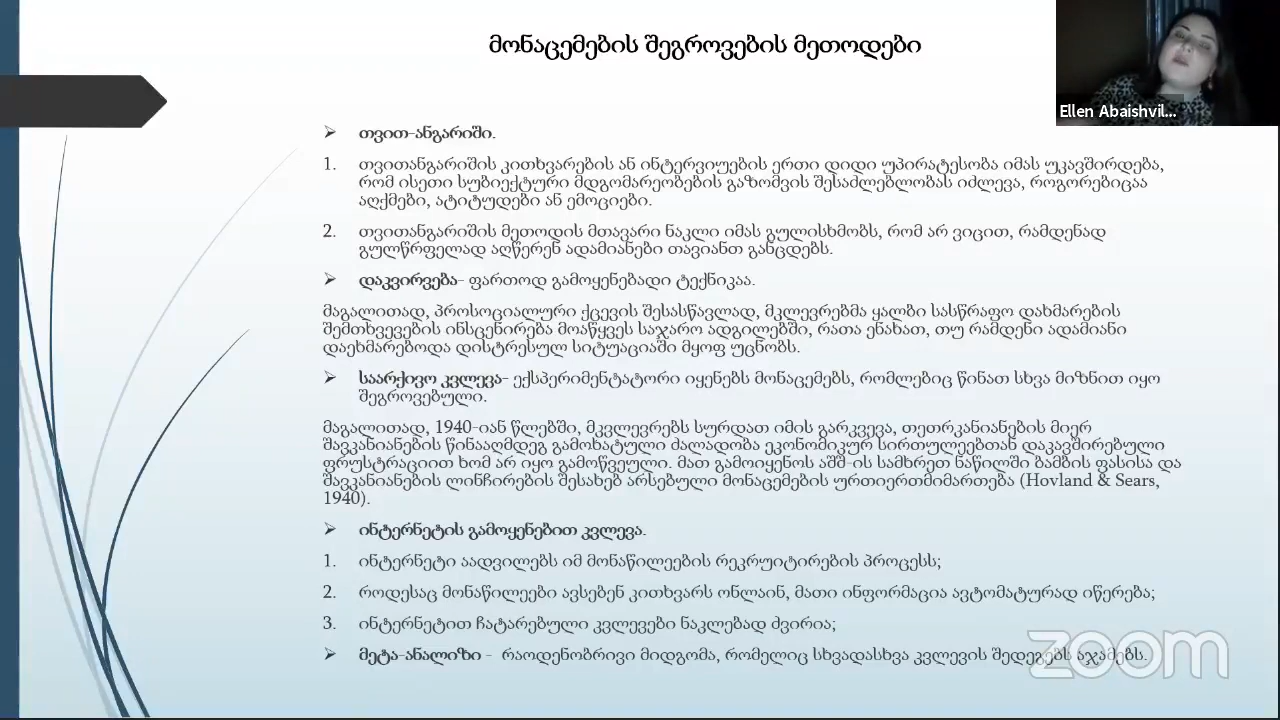 მონაცემების შეგროვების მეთოდები
Ellen Abaishvil...
თვით-ანგარიში.
1. თვითანგარიშის კითხვარების ან ინტერვიუების ერთი დიდი უპირატესობა იმას უკავშირდება,
რომ ისეთი სუბიექტური მდგომარეობების გაზომვის შესაძლებლობას იძლევა, როგორებიცაა
აღქმები, ატიტუდები ან ემოციები.
2. თვითანგარიშის მეთოდის მთავარი ნაკლი იმას გულისხმობს, რომ არ ვიცით, რამდენად
გულწრფელად აღწერენ ადამიანები თავიანთ განცდებს.
დაკვირვება- ფართოდ გამოყენებადი ტექნიკაა.
მაგალითად, პროსოციალური ქცევის შესასწავლად, მკლევრებმა ყალბი სასწრაფო დახმარების
შემთხვევების ინსცენირება მოაწყვეს საჯარო ადგილებში, რათა ენახათ, თუ რამდენი ადამიანი
დაეხმარებოდა დისტრესულ სიტუაციაში მყოფ უცნობს.
საარქივო კვლევა- ექსპერიმენტატორი იყენებს მონაცემებს, რომლებიც წინათ სხვა მიზნით იყო
შეგროვებული.
მაგალითად, 1940-იან წლებში, მკვლევრებს სურდათ იმის გარკვევა, თეთრკანიანების მიერ
შავკანიანების წინააღმდეგ გამოხატული ძალადობა ეკონომიკურ სირთულეებთან დაკავშირებული
ფრუსტრაციით ხომ არ იყო გამოწვეული. მათ გამოიყენოს აშშ-ის სამხრეთ ნაწილში ბამბის ფასისა და
შავკანიანების ლინჩირების შესახებ არსებული მონაცემების ურთიერთმიმართება (Hovland & Sears,
1940).
ინტერნეტის გამოყენებით კვლევა.
1. ინტერნეტი აადვილებს იმ მონაწილეების რეკრუიტირების პროცესს;
2. როდესაც მონაწილეები ავსებენ კითხვარს ონლაინ, მათი ინფორმაცია ავტომატურად იწერება;
3. ინტერნეტით ჩატარებული კვლევები ნაკლებად ძვირია;
მეტა-ანალიზი - რაოდენობრივი მიდგომა, რომელიც სხვადასხვა კვლევის შედეგებს აჯამებს.
zoom